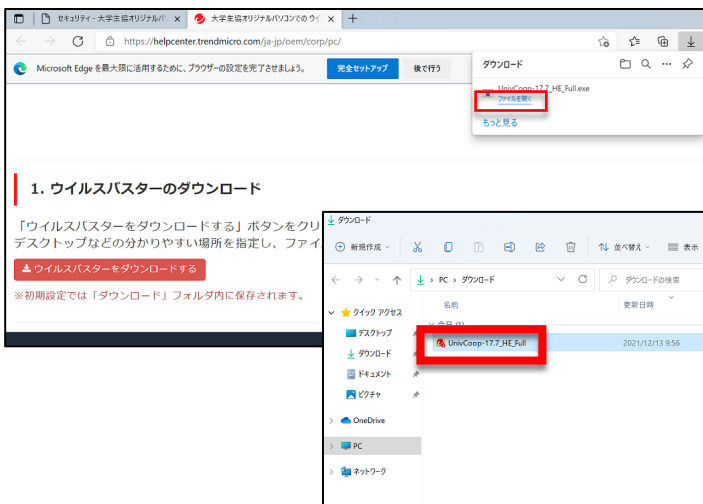 セキュリティ - 大学生協オリジナルパソ
大学生協オリジナルパソコンでのウイ
https://helpcenter.trendmicro.com/ja-jp/oem/corp/pc/
Microsoft Edge を最大限に活用するために、ブラウザーの設定を完了させましょう。
完全セットアップ
後で行う
ダウンロード
UnivCoop-17.7_HE_Full.exe
ファイルを開く
もっと見る
1. ウイルスバスターのダウンロード
「ウイルスバスターをダウンロードする」ボタンをクリ
デスクトップなどの分かりやすい場所を指定し、ファイ
ウイルスバスターをダウンロードする
※初期設定では「ダウンロード」フォルダ内に保存されます。
ダウンロード
新規作成
並べ替え
表示
PC › ダウンロード
ダウンロードの検索
名前
更新日時
クイック アクセス
今日 (1)
デスクトップ
UnivCoop-17.7_HE_Full
2021/12/13 9:56
ダウンロード
ドキュメント
ピクチャ
OneDrive
PC
ネットワーク